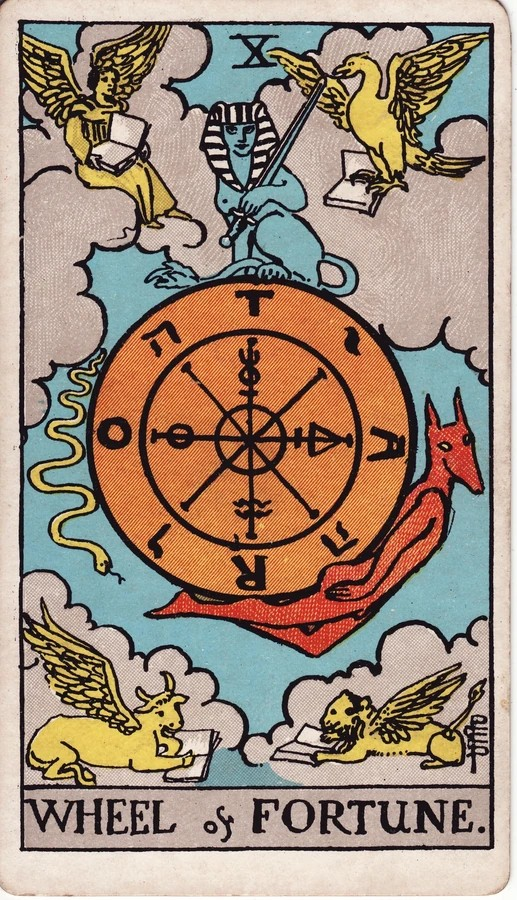 X
T י A ה R ו O ה
WHEEL of FORTUNE.